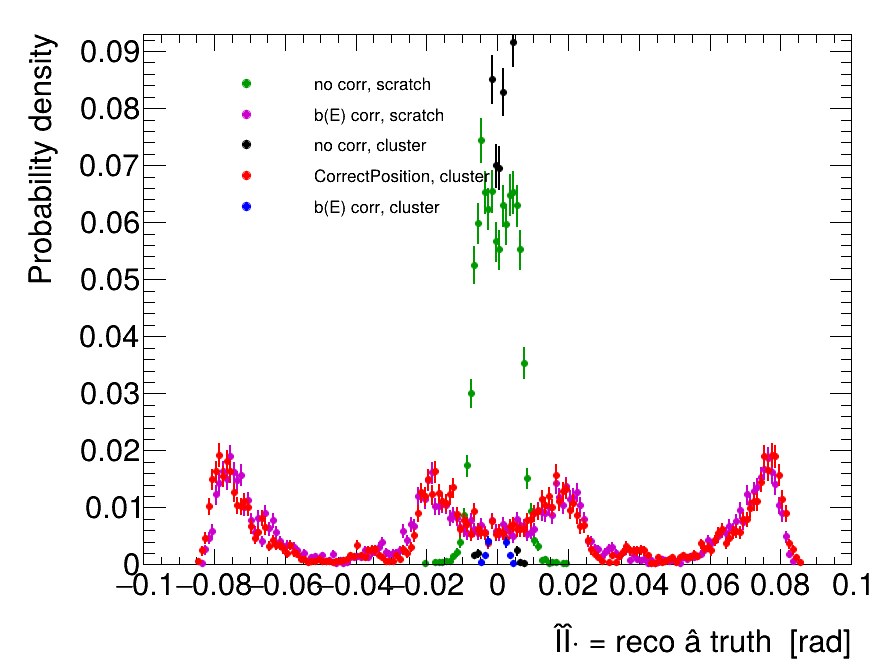 Probability density
0.09
0.08
0.07
0.06
0.05
0.04
0.03
0.02
0.01
0
no corr, scratch
b(E) corr, scratch
no corr, cluster
CorrectPosition, cluster
b(E) corr, cluster
−0.1 −0.08 −0.06 −0.04 −0.02 0 0.02 0.04 0.06 0.08 0.1
ÎÎ· = reco â truth [rad]